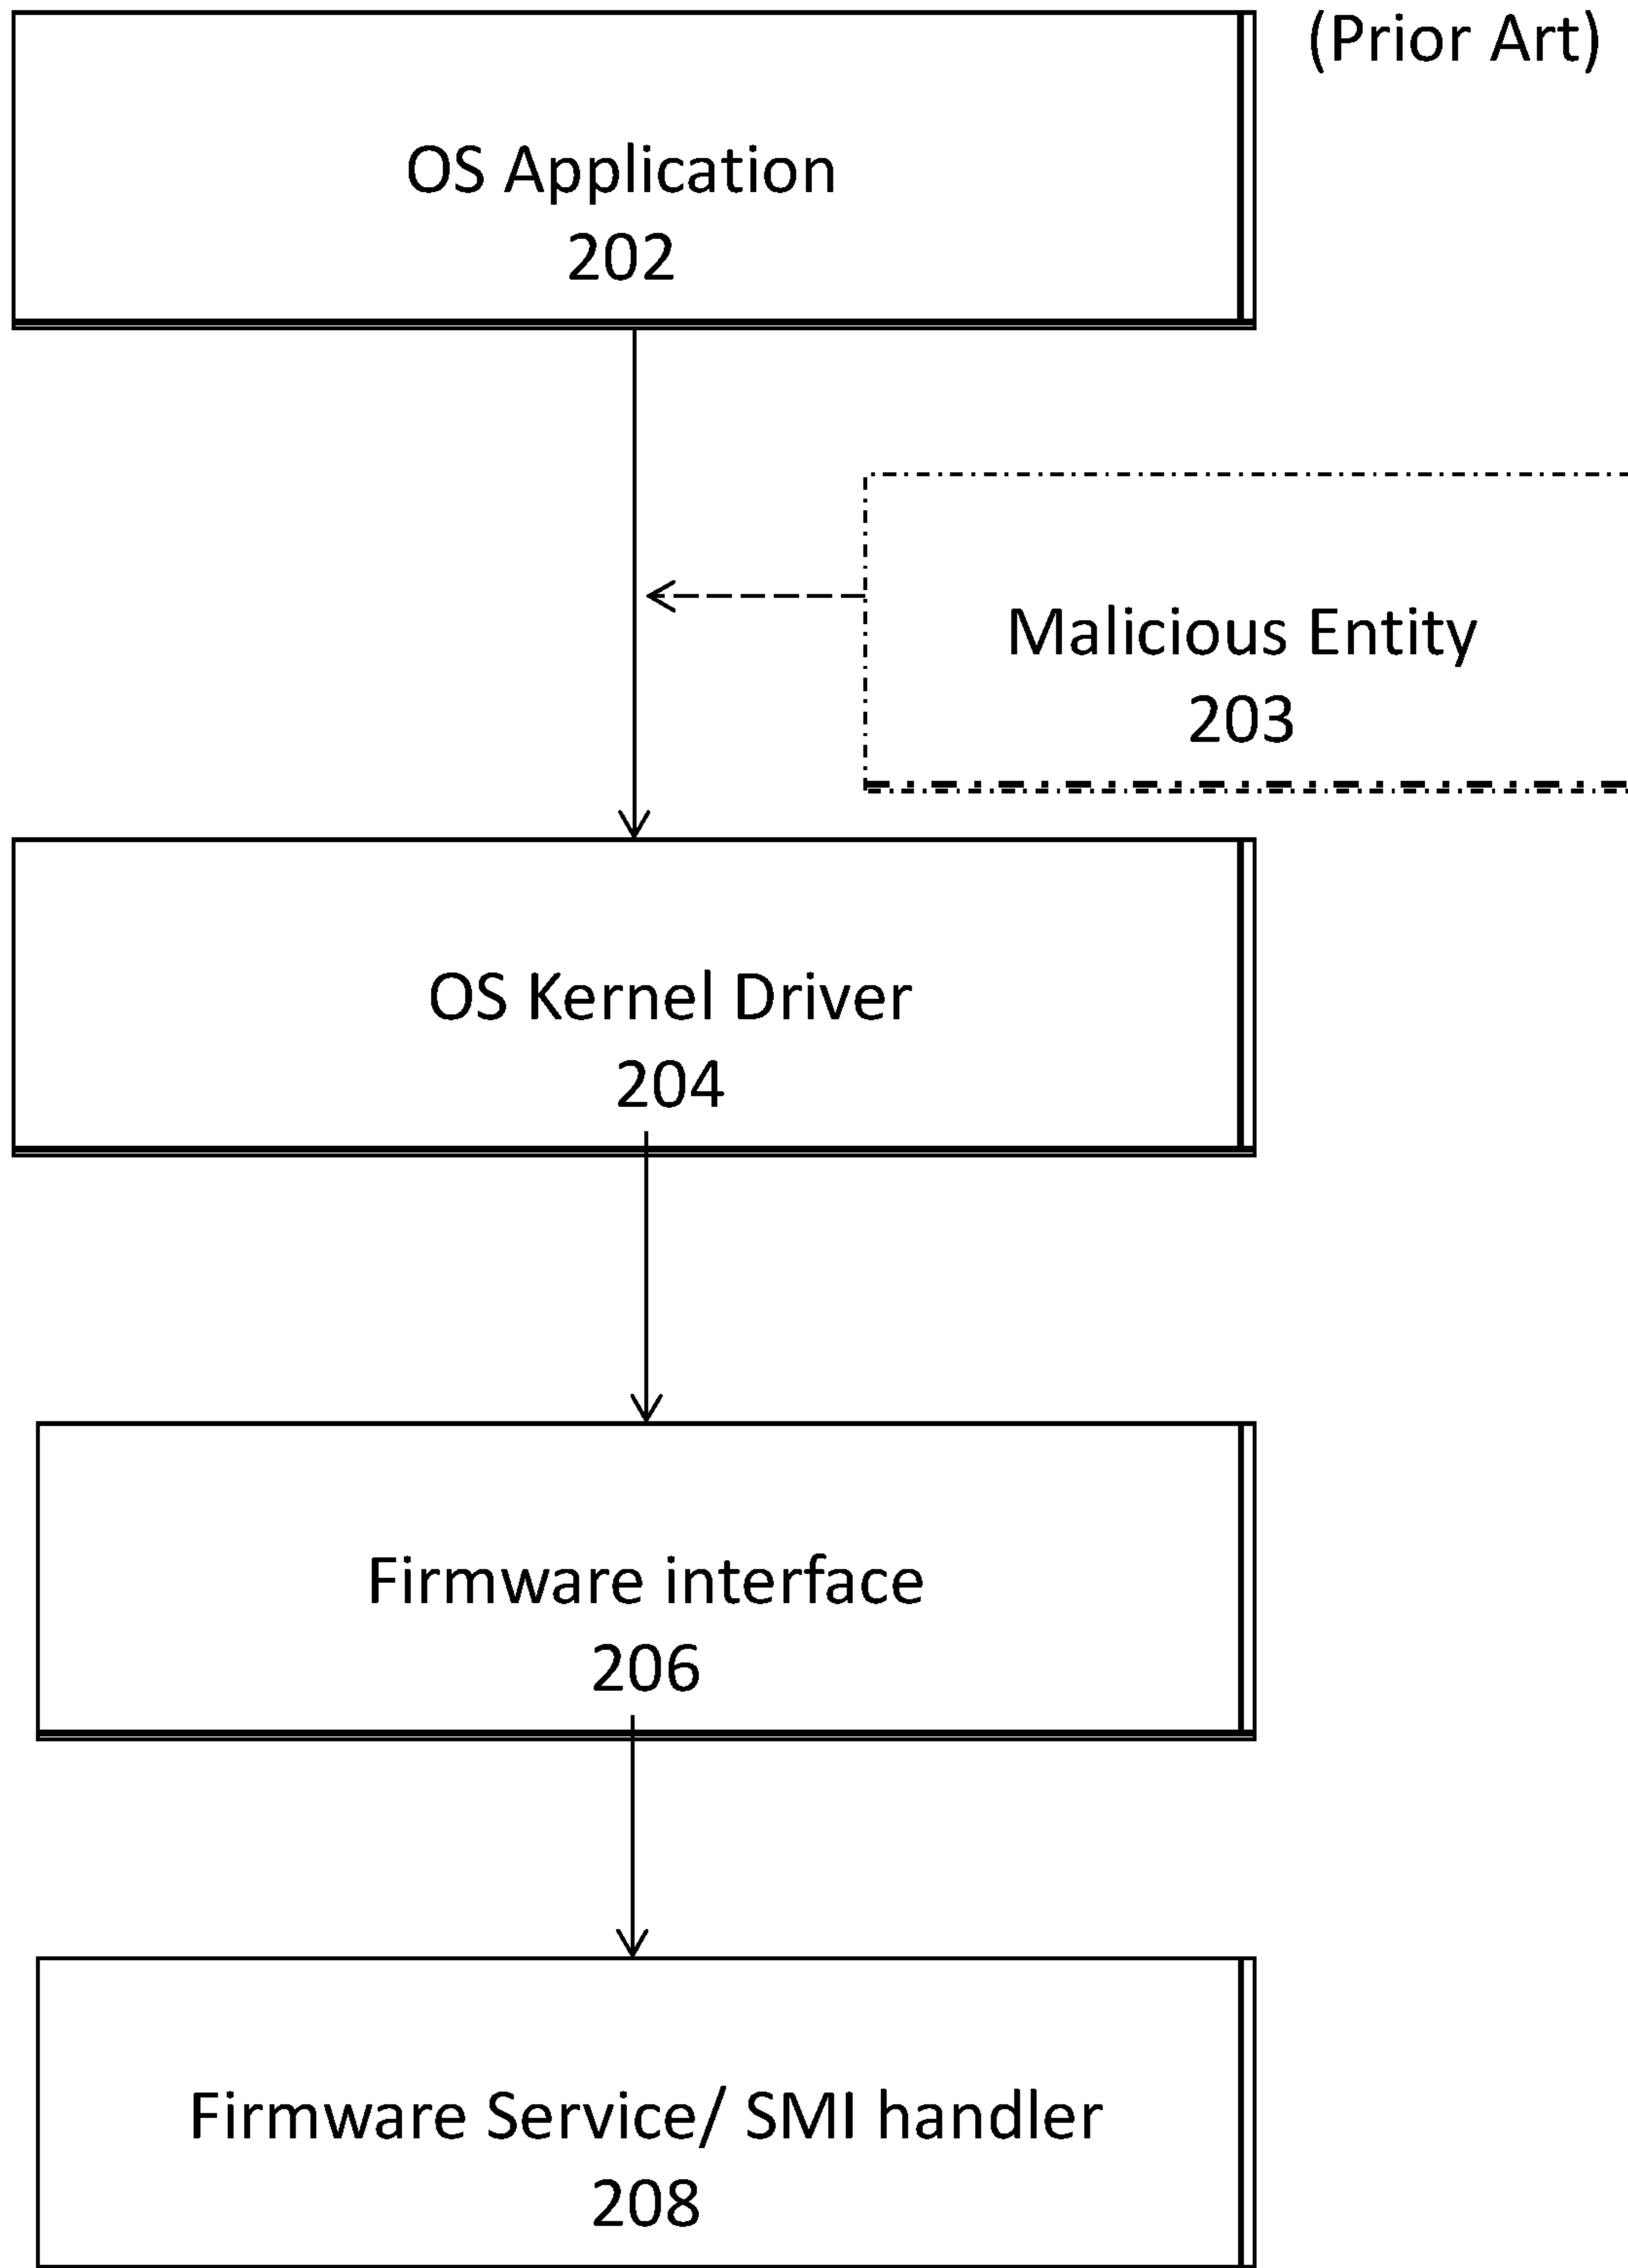 (Prior Art)
OS Application
202
Malicious Entity
203
OS Kernel Driver
204
Firmware interface
206
Firmware Service/ SMI handler
208